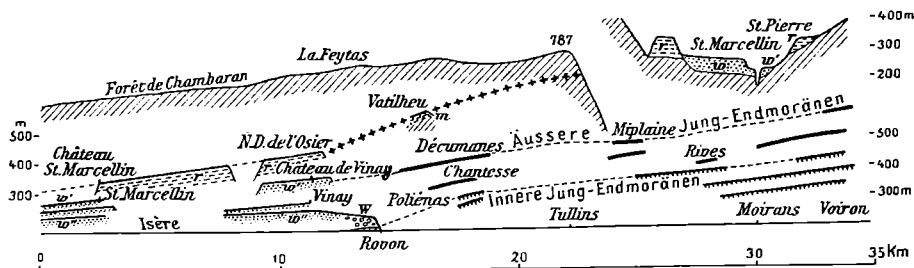 787
La Feytas
Forêt de Chambaran
St. Pierre
St. Marcellin
r
r
w
w'
400m
300
200
m
500
400
300
Château
St. Marcellin
St. Marcellin
r
w'
w"
Isère
N.D. de l'Osier
r
Château de Vinay
w
Vinay
w"
W
Rovon
Vatilheu
m
Décumanes
Äussere Jung-Endmoränen
Miplaine
Chantesse
Rives
Poliénas
Innere Jung-Endmoränen
Tullins
Moirans
Voiron
500
400
300m
0
10
20
30
35Km